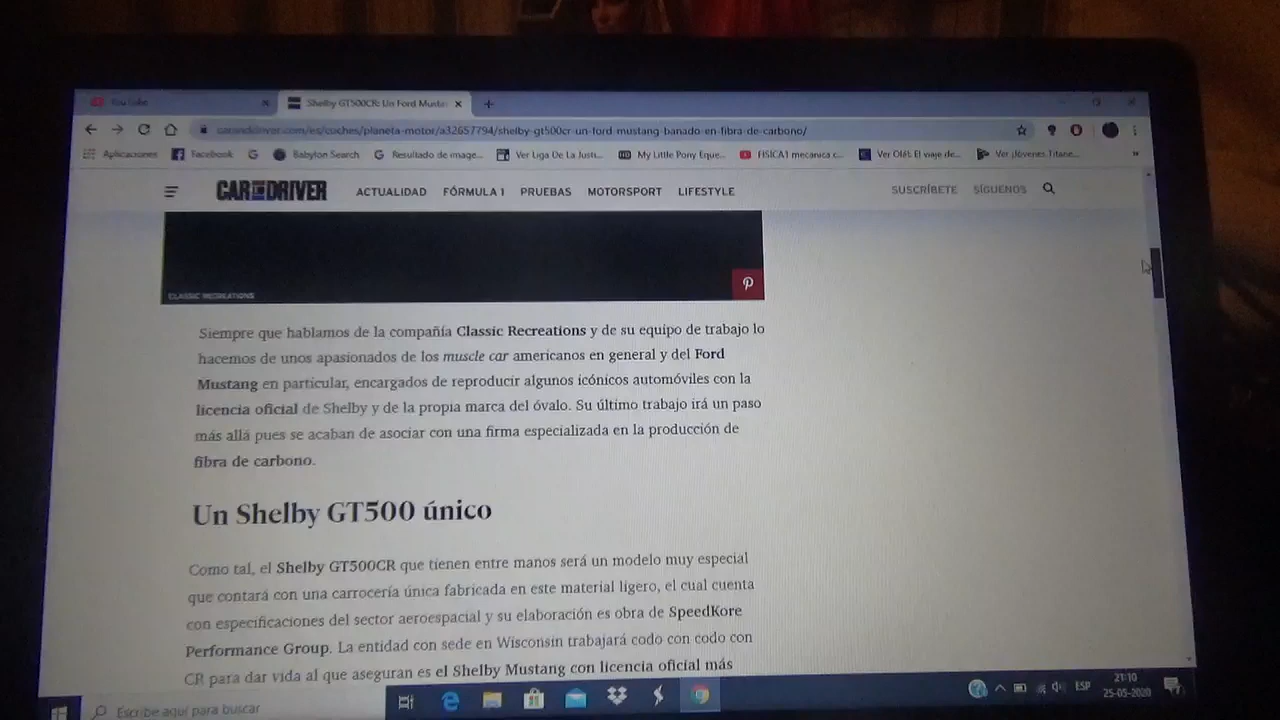 YouTube
Shelby GT500CR: Un Ford Musta
caranddriver.com/es/coches/planeta-motor/a32657794/shelby-gt500cr-un-ford-mustang-banado-en-fibra-de-carbono/
Aplicaciones Facebook Babylon Search Resultado de image... Ver Liga De La Justi... My Little Pony Eque... FISICA1 mecanica c... Ver Olé!, El viaje de... Ver ¡Jóvenes Titane...
CAR AND DRIVER ACTUALIDAD FÓRMULA 1 PRUEBAS MOTORSPORT LIFESTYLE SUSCRÍBETE SÍGUENOS
CLASSIC RECREATIONS
Siempre que hablamos de la compañía Classic Recreations y de su equipo de trabajo lo
hacemos de unos apasionados de los muscle car americanos en general y del Ford
Mustang en particular, encargados de reproducir algunos icónicos automóviles con la
licencia oficial de Shelby y de la propia marca del óvalo. Su último trabajo irá un paso
más allá pues se acaban de asociar con una firma especializada en la producción de
fibra de carbono.
Un Shelby GT500 único
Como tal, el Shelby GT500CR que tienen entre manos será un modelo muy especial
que contará con una carrocería única fabricada en este material ligero, el cual cuenta
con especificaciones del sector aeroespacial y su elaboración es obra de SpeedKore
Performance Group. La entidad con sede en Wisconsin trabajará codo con codo con
CR para dar vida al que aseguran es el Shelby Mustang con licencia oficial más
Escribe aquí para buscar
ESP
21:10
25-05-2020